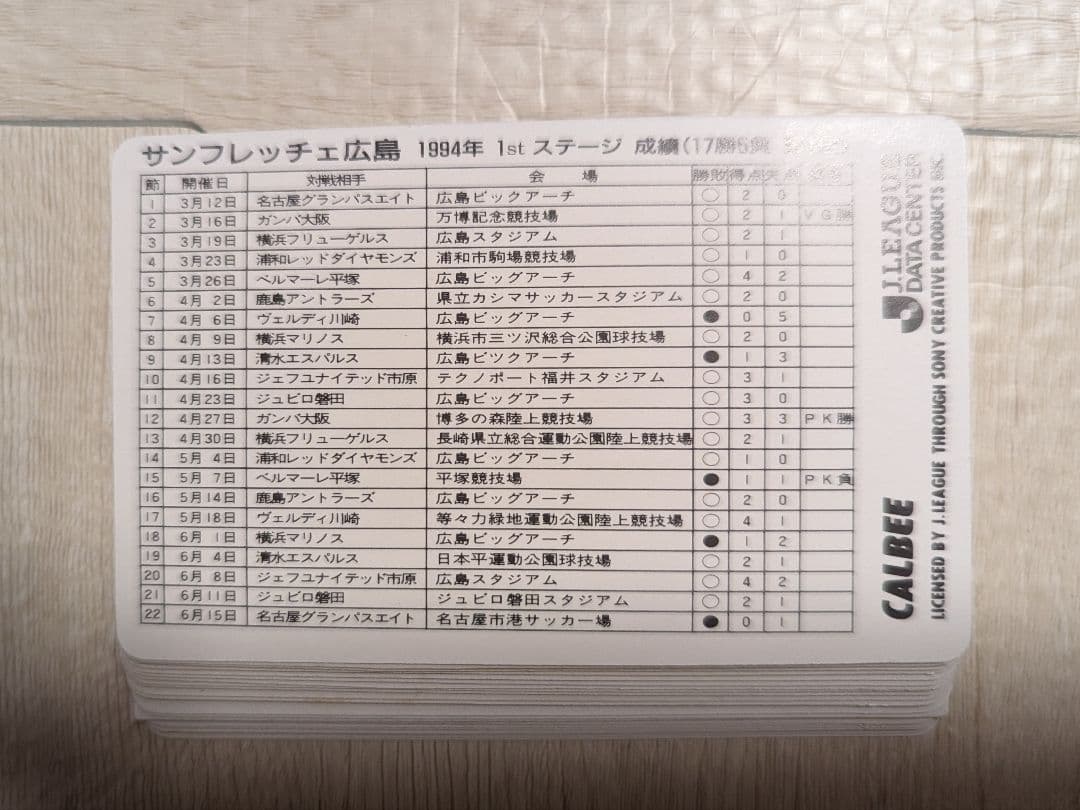 サンフレッチェ広島 1994年 1st ステージ 成績(17勝5負
節 開催日 対戦相手 会場 勝敗 得点 失点
1 3月12日 名古屋グランパスエイト 広島ビックアーチ ○ 2 0
2 3月16日 ガンバ大阪 万博記念競技場 ○ 2 1 VG勝
3 3月19日 横浜フリューゲルス 広島スタジアム ○ 2 1
4 3月23日 浦和レッドダイヤモンズ 浦和市駒場競技場 ○ 1 0
5 3月26日 ベルマーレ平塚 広島ビッグアーチ ○ 4 2
6 4月 2日 鹿島アントラーズ 県立カシマサッカースタジアム ○ 2 0
7 4月 6日 ヴェルディ川崎 広島ビッグアーチ ● 0 5
8 4月 9日 横浜マリノス 横浜市三ツ沢総合公園球技場 ○ 2 0
9 4月13日 清水エスパルス 広島ビツクアーチ ● 1 3
10 4月16日 ジェフユナイテッド市原 テクノポート福井スタジアム ○ 3 1
11 4月23日 ジュビロ磐田 広島ビッグアーチ ○ 3 0
12 4月27日 ガンバ大阪 博多の森陸上競技場 ○ 3 3 PK勝
13 4月30日 横浜フリューゲルス 長崎県立総合運動公園陸上競技場 ○ 2 1
14 5月 4日 浦和レッドダイヤモンズ 広島ビッグアーチ ○ 1 0
15 5月 7日 ベルマーレ平塚 平塚競技場 ● 1 1 PK負
16 5月14日 鹿島アントラーズ 広島ビッグアーチ ○ 2 0
17 5月18日 ヴェルディ川崎 等々力緑地運動公園陸上競技場 ○ 4 1
18 6月 1日 横浜マリノス 広島ビッグアーチ ● 1 2
19 6月 4日 清水エスパルス 日本平運動公園球技場 ○ 2 1
20 6月 8日 ジェフユナイテッド市原 広島スタジアム ○ 4 2
21 6月11日 ジュビロ磐田 ジュビロ磐田スタジアム ○ 2 1
22 6月15日 名古屋グランパスエイト 名古屋市港サッカー場 ● 0 1
J.LEAGUE
DATA CENTER
CALBEE
LICENSED BY J.LEAGUE THROUGH SONY CREATIVE PRODUCTS INC.